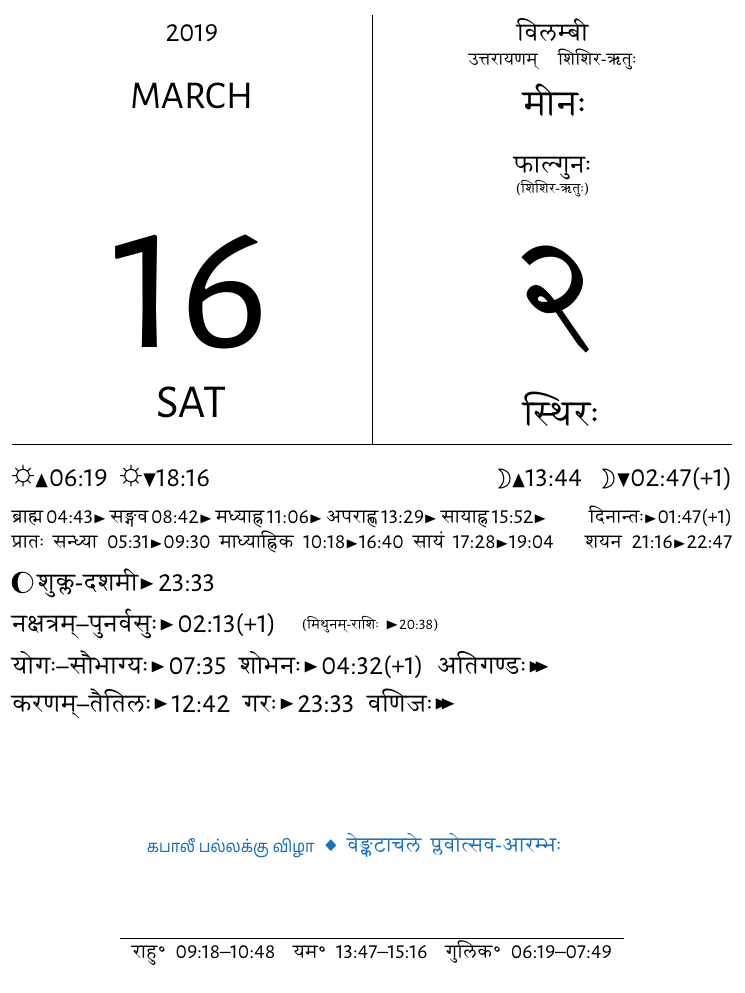 2019
MARCH
16
SAT
विलम्बी
उत्तरायणम् शिशिर-ऋतुः
मीनः
फाल्गुनः
(शिशिर-ऋतुः)
२
स्थिरः
☼▲06:19 ☼▼18:16 ☽▲13:44 ☽▼02:47(+1)
ब्राह्म 04:43► सङ्गव 08:42► मध्याह्न 11:06► अपराह्ण 13:29► सायाह्न 15:52► दिनान्तः►01:47(+1)
प्रातः सन्ध्या 05:31►09:30 माध्याह्निक 10:18►16:40 सायं 17:28►19:04 शयन 21:16►22:47
शुक्ल-दशमी► 23:33
नक्षत्रम्–पुनर्वसुः► 02:13(+1) (मिथुनम्-राशिः ►20:38)
योगः–सौभाग्यः► 07:35 शोभनः► 04:32(+1) अतिगण्डः►►
करणम्–तैतिलः►12:42 गरः►23:33 वणिजः►►
கபாலீ பல்லக்கு விழா ♦ वेङ्कटाचले प्लवोत्सव-आरम्भः
राहु॰ 09:18–10:48 यम॰ 13:47–15:16 गुलिक॰ 06:19–07:49